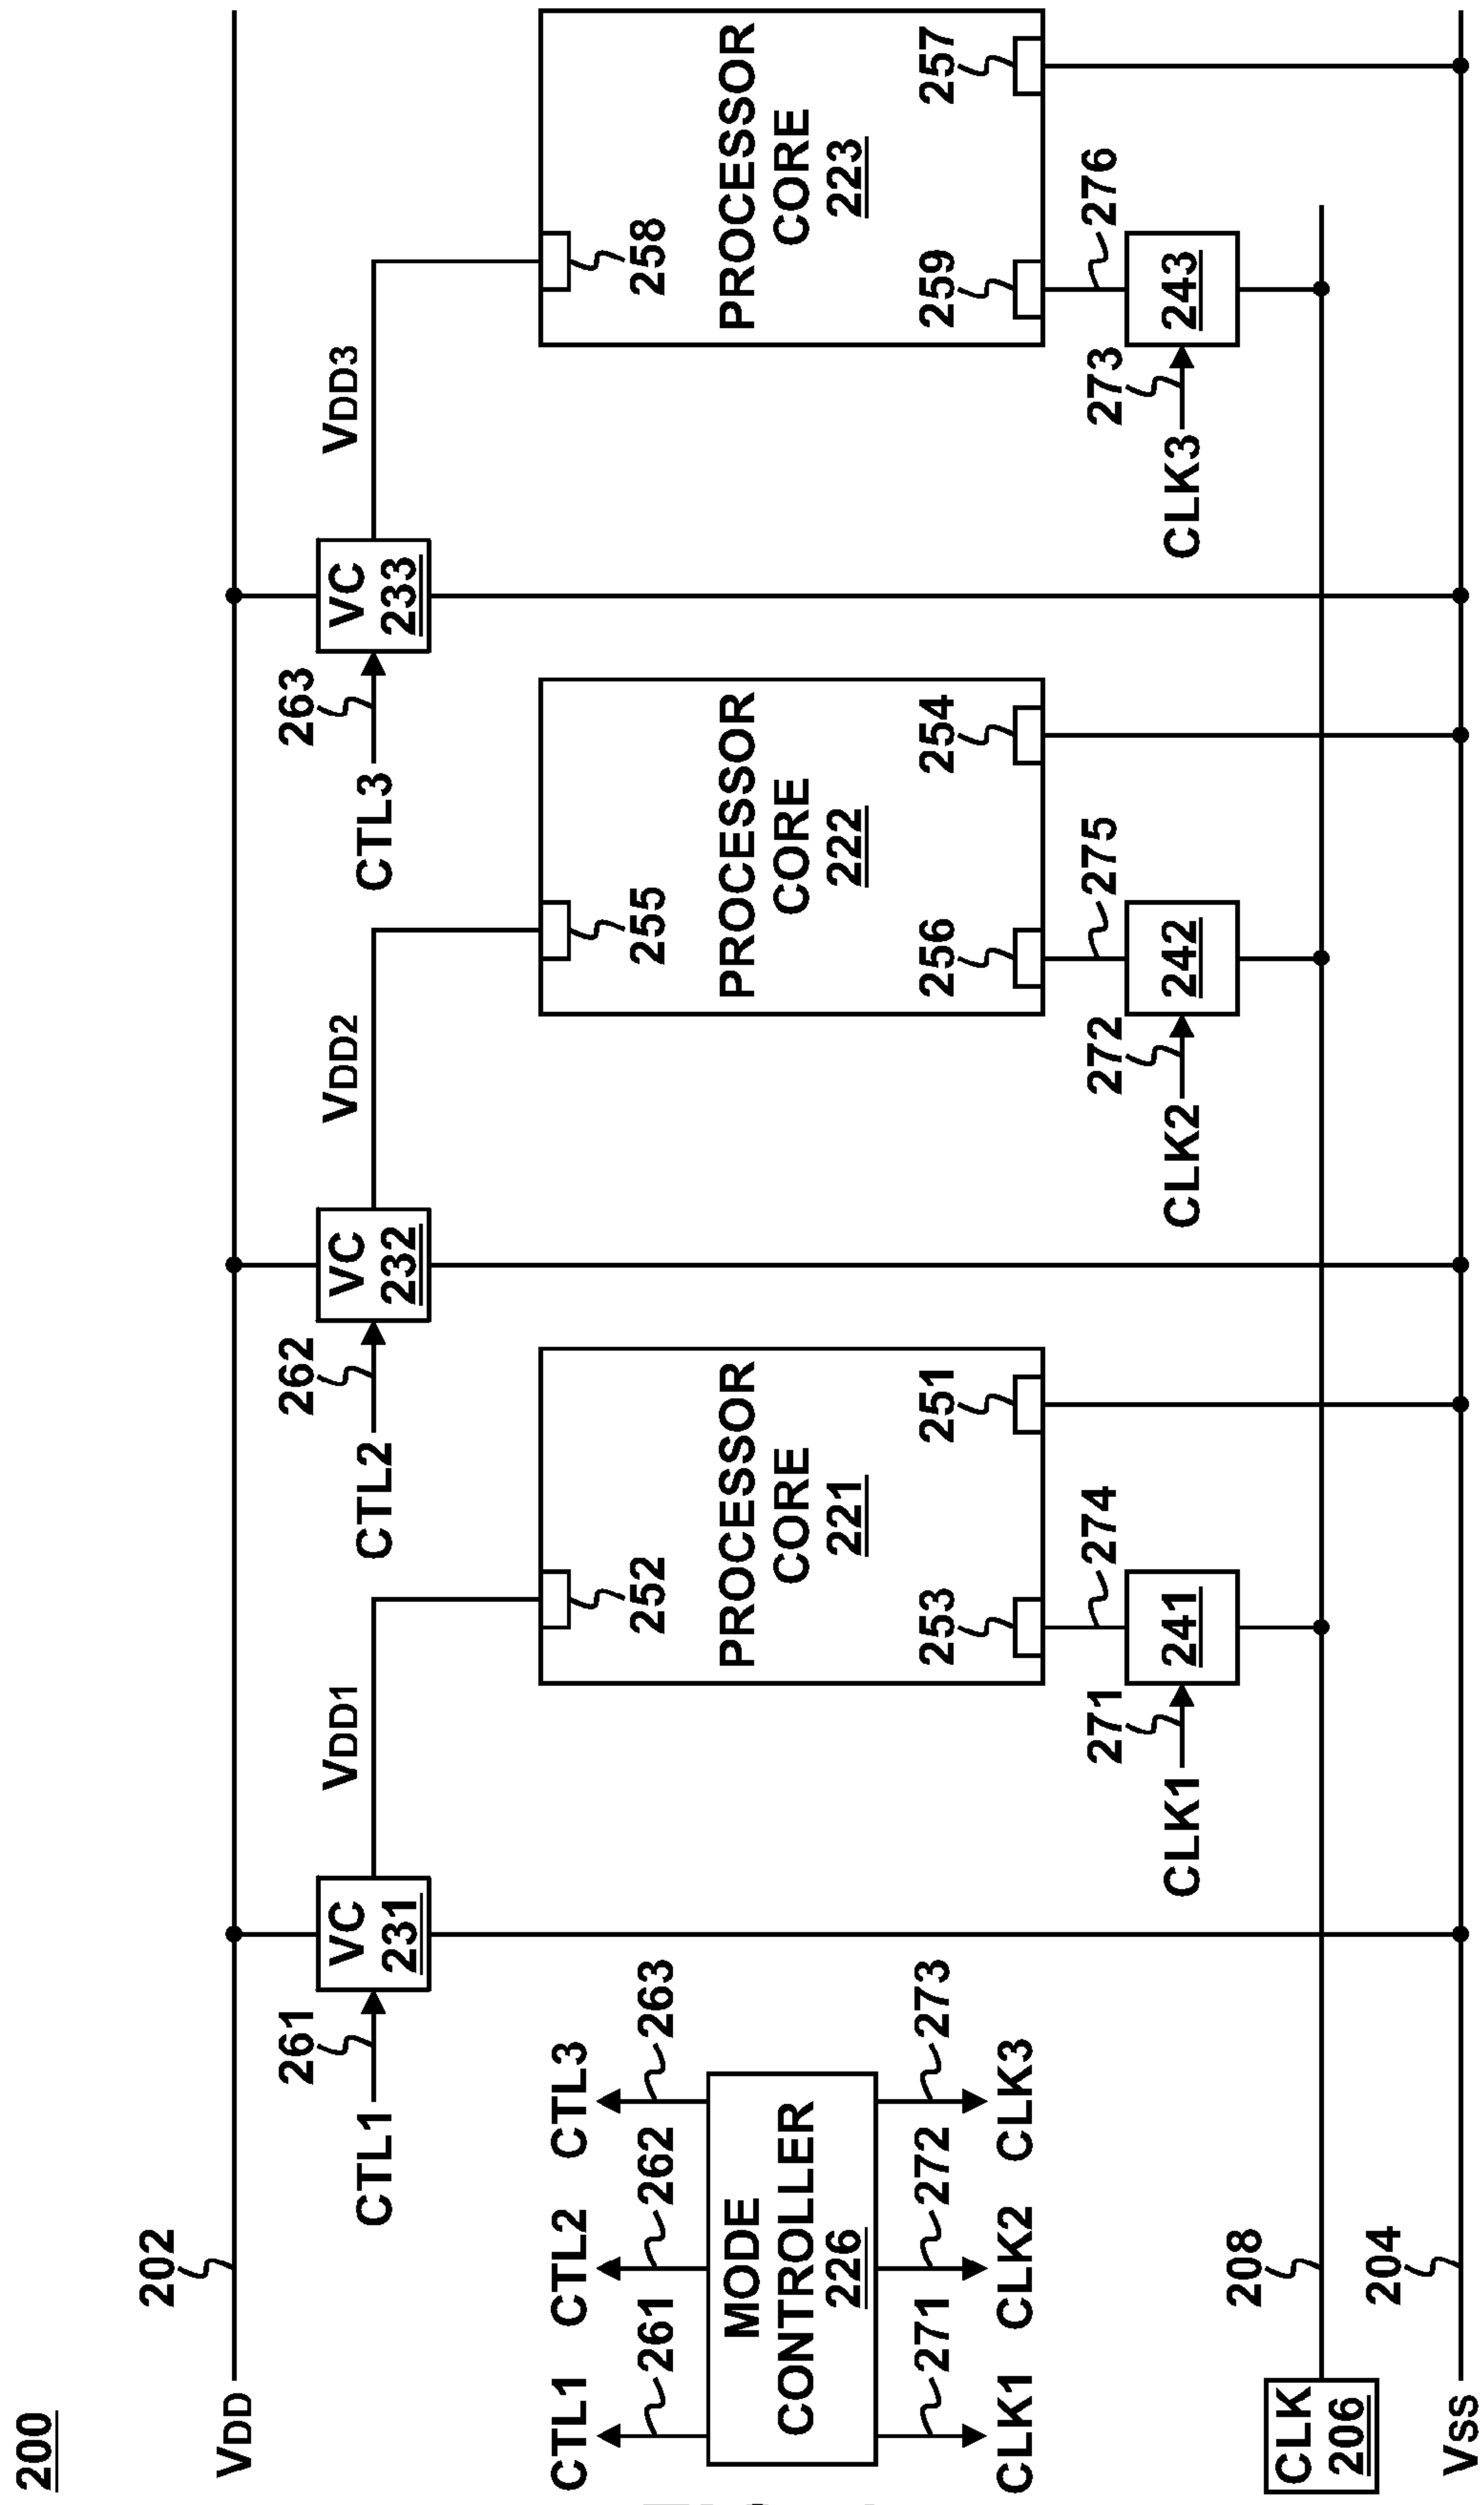 200
202
VDD
261
CTL1
VC
231
VDD1
262
CTL2
VC
232
VDD2
263
CTL3
VC
233
VDD3
CTL1 CTL2 CTL3
261 262 263
MODE
CONTROLLER
226
271 272 273
CLK1 CLK2 CLK3
252
PROCESSOR
CORE
221
253 251
274
271
CLK1
241
255
PROCESSOR
CORE
222
256 254
275
272
CLK2
242
258
PROCESSOR
CORE
223
259 257
276
273
CLK3
243
CLK
206
208
204
VSS